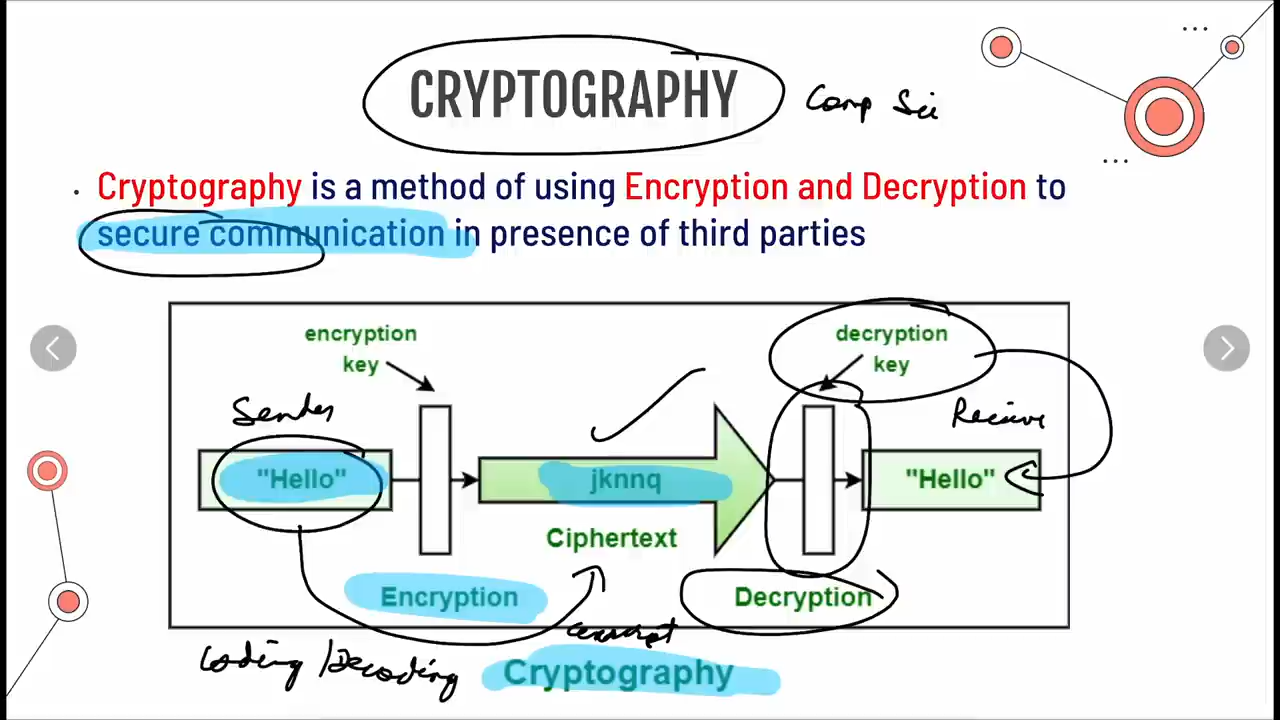 CRYPTOGRAPHY
Comp Sci
. Cryptography is a method of using Encryption and Decryption to
secure communication in presence of third parties
encryption
key
decryption
key
Sender
"Hello"
jknnq
Ciphertext
"Hello"
Encryption
Decryption
Coding / Decoding
Cryptography